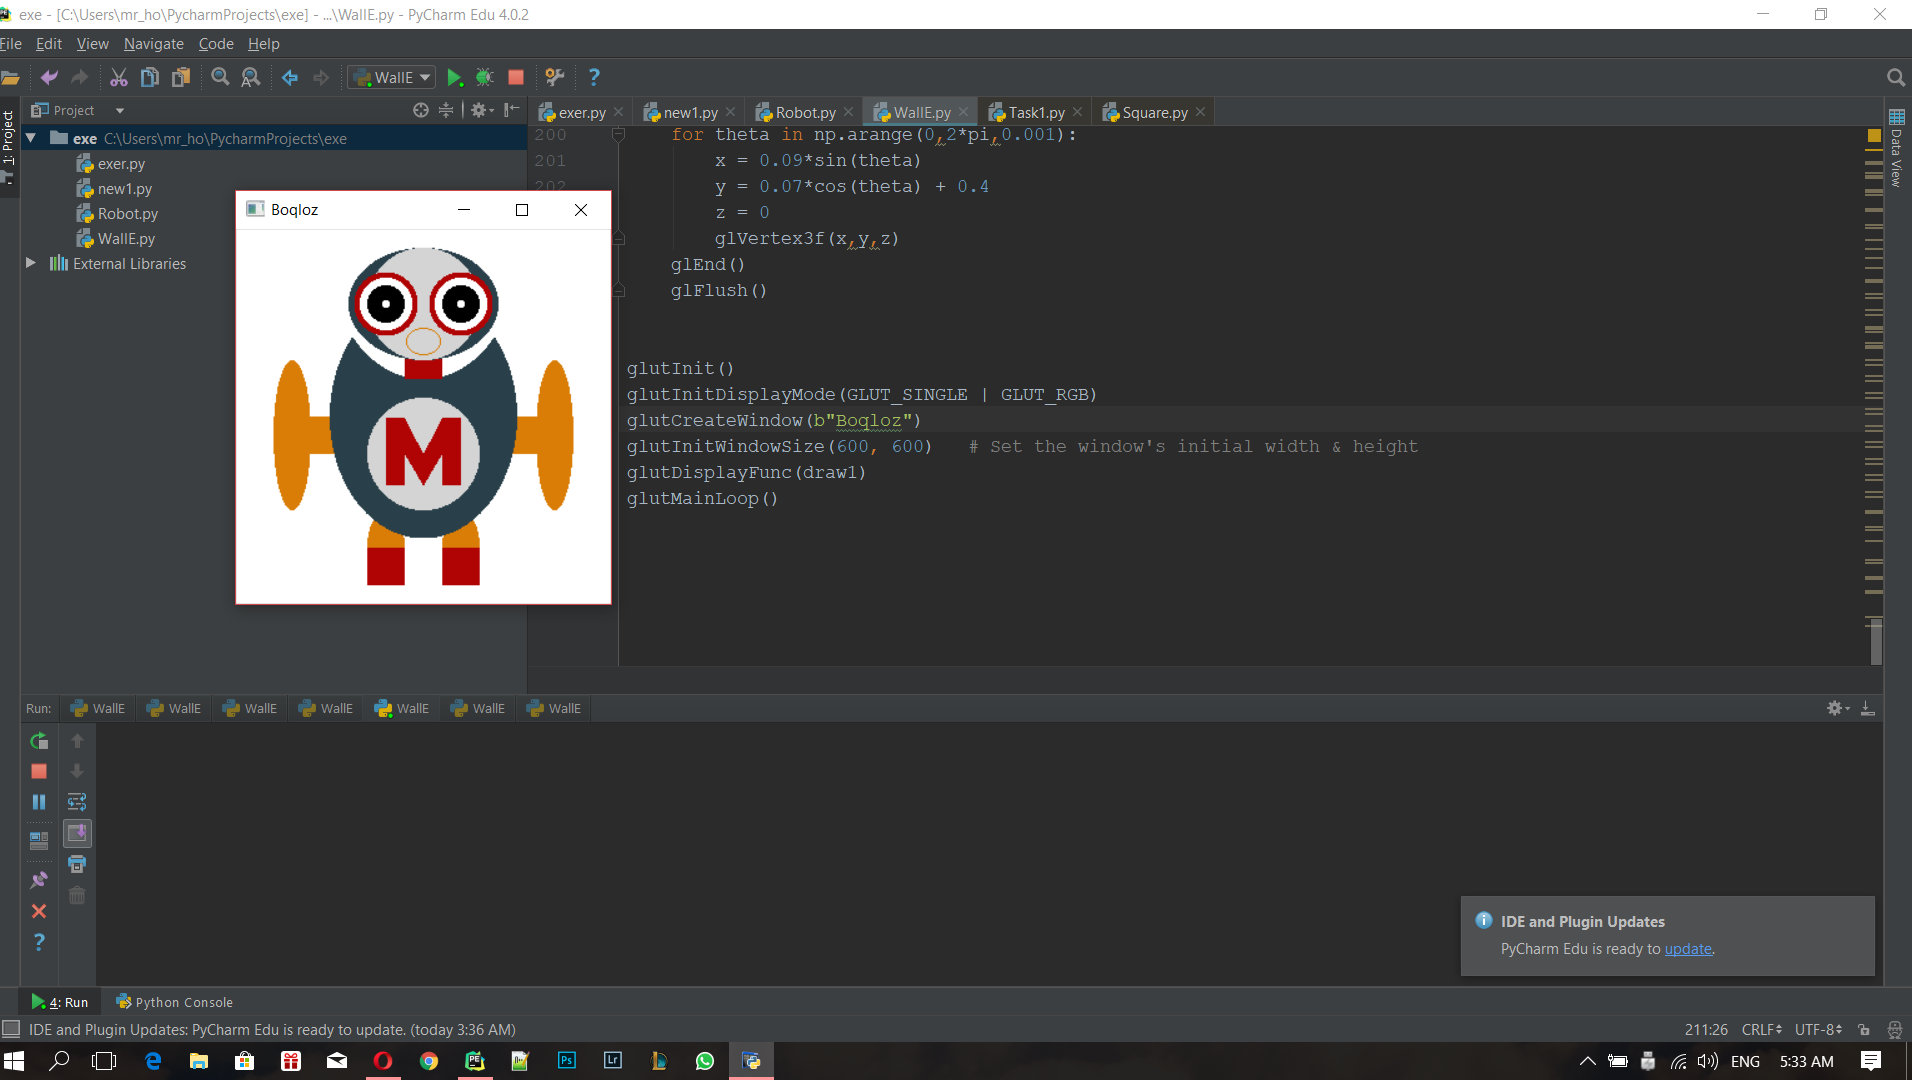 exe - [C:\Users\mr_ho\PycharmProjects\exe] - ...\WallE.py - PyCharm Edu 4.0.2
File Edit View Navigate Code Help
WallE
Project
exer.py new1.py Robot.py WallE.py Task1.py Square.py
1: Project
exe C:\Users\mr_ho\PycharmProjects\exe
exer.py
new1.py
Robot.py
WallE.py
External Libraries
Data View
200 for theta in np.arange(0,2*pi,0.001):
201 x = 0.09*sin(theta)
202 y = 0.07*cos(theta) + 0.4
z = 0
glVertex3f(x,y,z)
glEnd()
glFlush()
glutInit()
glutInitDisplayMode(GLUT_SINGLE | GLUT_RGB)
glutCreateWindow(b"Boqloz")
glutInitWindowSize(600, 600) # Set the window's initial width & height
glutDisplayFunc(draw1)
glutMainLoop()
Boqloz
M
Run: WallE WallE WallE WallE WallE WallE WallE
IDE and Plugin Updates
PyCharm Edu is ready to update.
4: Run Python Console
IDE and Plugin Updates: PyCharm Edu is ready to update. (today 3:36 AM)
211:26 CRLF UTF-8
Ps Lr
ENG 5:33 AM